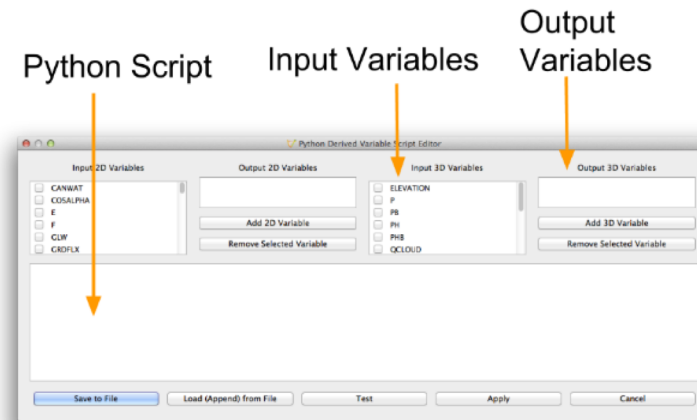 Output
Python Script Input Variables Variables
Python Derived Variable Script Editor
Input 2D Variables Output 2D Variables Input 3D Variables Output 3D Variables
CANWAT ELEVATION
COSALPHA P
E PB
F Add 2D Variable PH Add 3D Variable
GLW PHB
GRDFLX Remove Selected Variable QCLOUD Remove Selected Variable
Save to File Load (Append) from File Test Apply Cancel